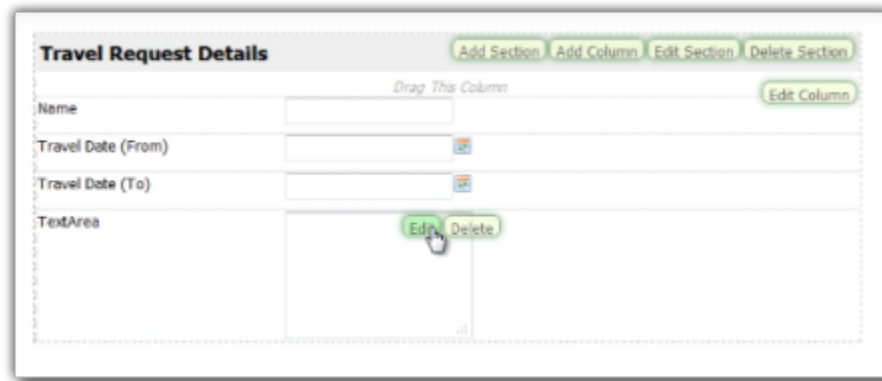 Travel Request Details Add Section Add Column Edit Section Delete Section
Drag This Column
Edit Column
Name
Travel Date (From)
Travel Date (To)
TextArea Edit Delete